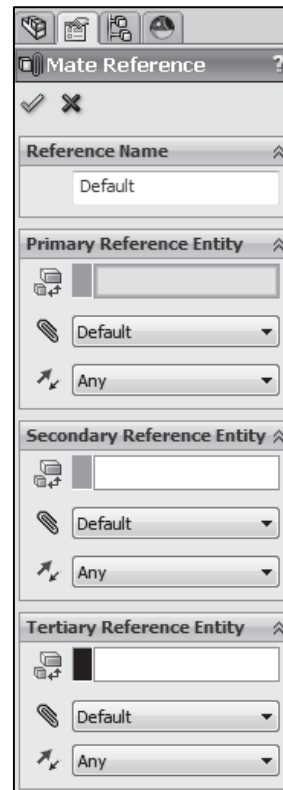 Mate Reference ?
Reference Name
Default
Primary Reference Entity
Default
Any
Secondary Reference Entity
Default
Any
Tertiary Reference Entity
Default
Any